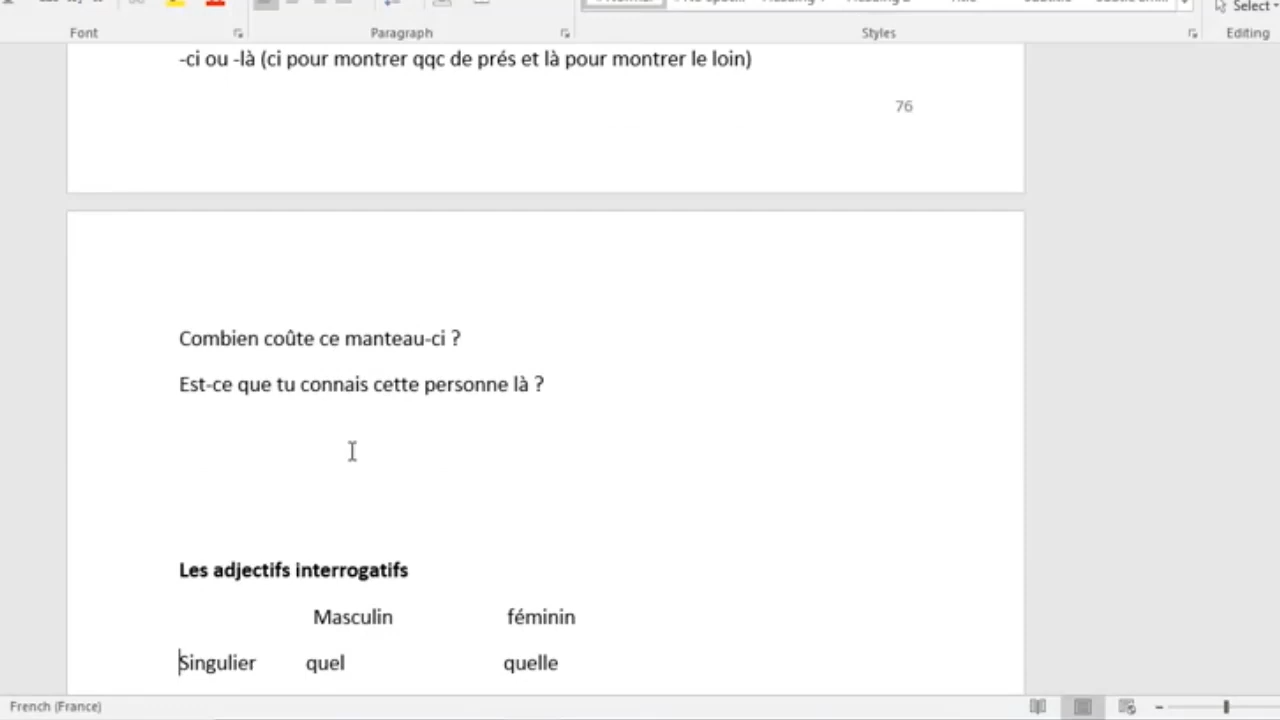 Select
Font
Paragraph
Styles
Editing
-ci ou -là (ci pour montrer qqc de prés et là pour montrer le loin)
76
Combien coûte ce manteau-ci ?
Est-ce que tu connais cette personne là ?
Les adjectifs interrogatifs
Masculin féminin
Singulier quel quelle
French (France)